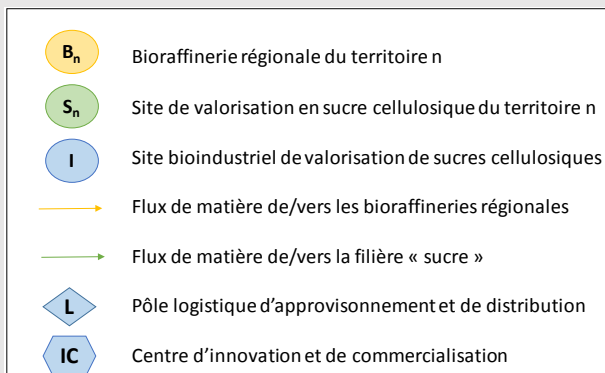 Bn Bioraffinerie régionale du territoire n
Sn Site de valorisation en sucre cellulosique du territoire n
I Site bioindustriel de valorisation de sucres cellulosiques
Flux de matière de/vers les bioraffineries régionales
Flux de matière de/vers la filière « sucre »
L Pôle logistique d'approvisonnement et de distribution
IC Centre d'innovation et de commercialisation